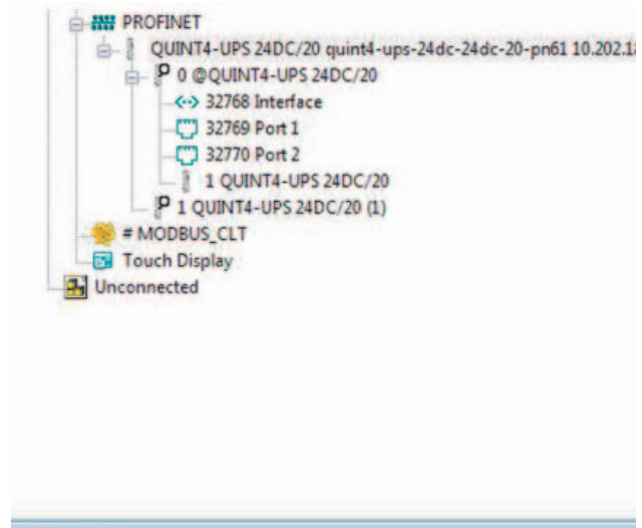 PROFINET
QUINT4-UPS 24DC/20 quint4-ups-24dc-24dc-20-pn61 10.202.18
0 @QUINT4-UPS 24DC/20
32768 Interface
32769 Port 1
32770 Port 2
1 QUINT4-UPS 24DC/20
1 QUINT4-UPS 24DC/20 (1)
# MODBUS_CLT
Touch Display
Unconnected